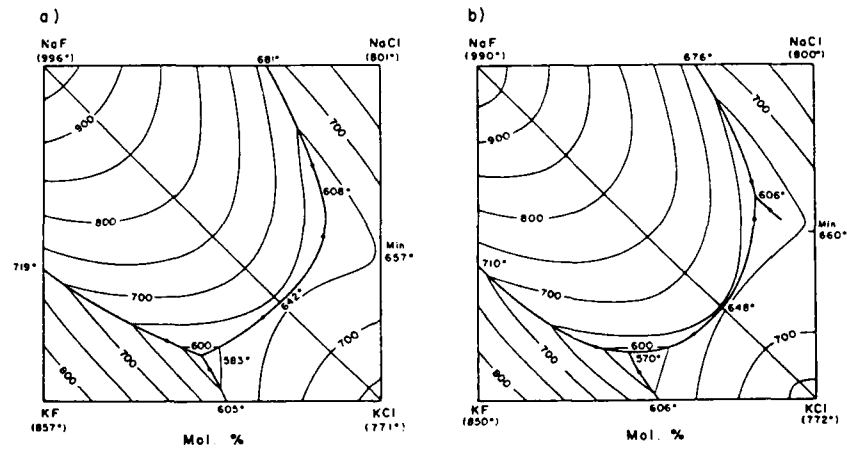 a)
NaF
(996°)
681°
NaCl
(801°)
900
700
608°
800
Min
657°
719°
700
642°
600
583°
700
700
800
KF
(857°)
605°
KCl
(771°)
Mol. %
b)
NaF
(990°)
676°
NaCl
(800°)
900
700
606°
800
Min
660°
710°
700
648°
600
570°
700
700
800
KF
(850°)
606°
KCl
(772°)
Mol. %